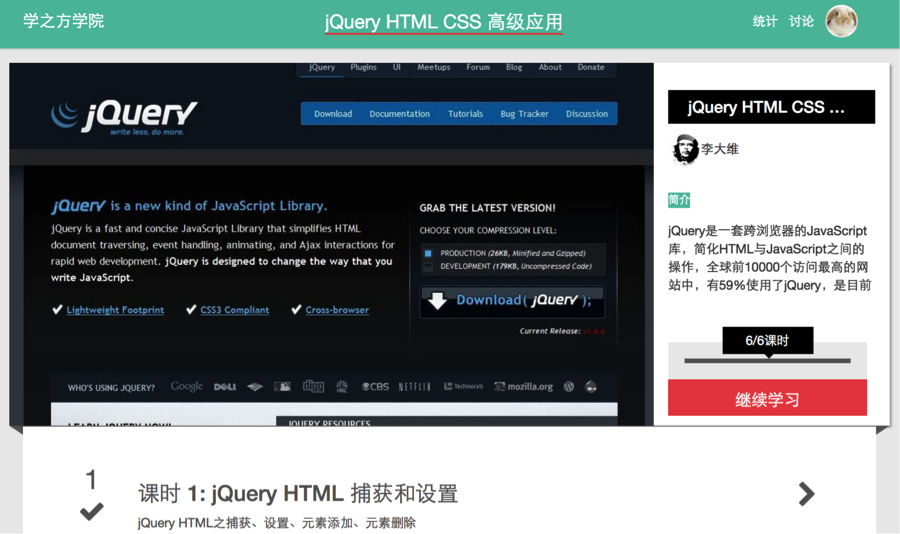 学之方学院
jQuery HTML CSS 高级应用
统计 讨论
jQuery Plugins UI Meetups Forum Blog About Donate
jQuery
write less, do more.
Download Documentation Tutorials Bug Tracker Discussion
jQuery is a new kind of JavaScript Library.
jQuery is a fast and concise JavaScript Library that simplifies HTML
document traversing, event handling, animating, and Ajax interactions for
rapid web development. jQuery is designed to change the way that you
write JavaScript.
Lightweight Footprint CSS3 Compliant Cross-browser
GRAB THE LATEST VERSION!
CHOOSE YOUR COMPRESSION LEVEL:
PRODUCTION (26KB, Minified and Gzipped)
DEVELOPMENT (179KB, Uncompressed Code)
Download( jQuery );
Current Release: v1.4.4
WHO'S USING JQUERY? Google DELL NBC CBS NETFLIX Technorati mozilla.org
LEARN JQUERY NOW!
JQUERY RESOURCES
jQuery HTML CSS ...
李大维
简介
jQuery是一套跨浏览器的JavaScript
库，简化HTML与JavaScript之间的
操作，全球前10000个访问最高的网
站中，有59%使用了jQuery，是目前
6/6课时
继续学习
1
课时 1: jQuery HTML 捕获和设置
jQuery HTML之捕获、设置、元素添加、元素删除